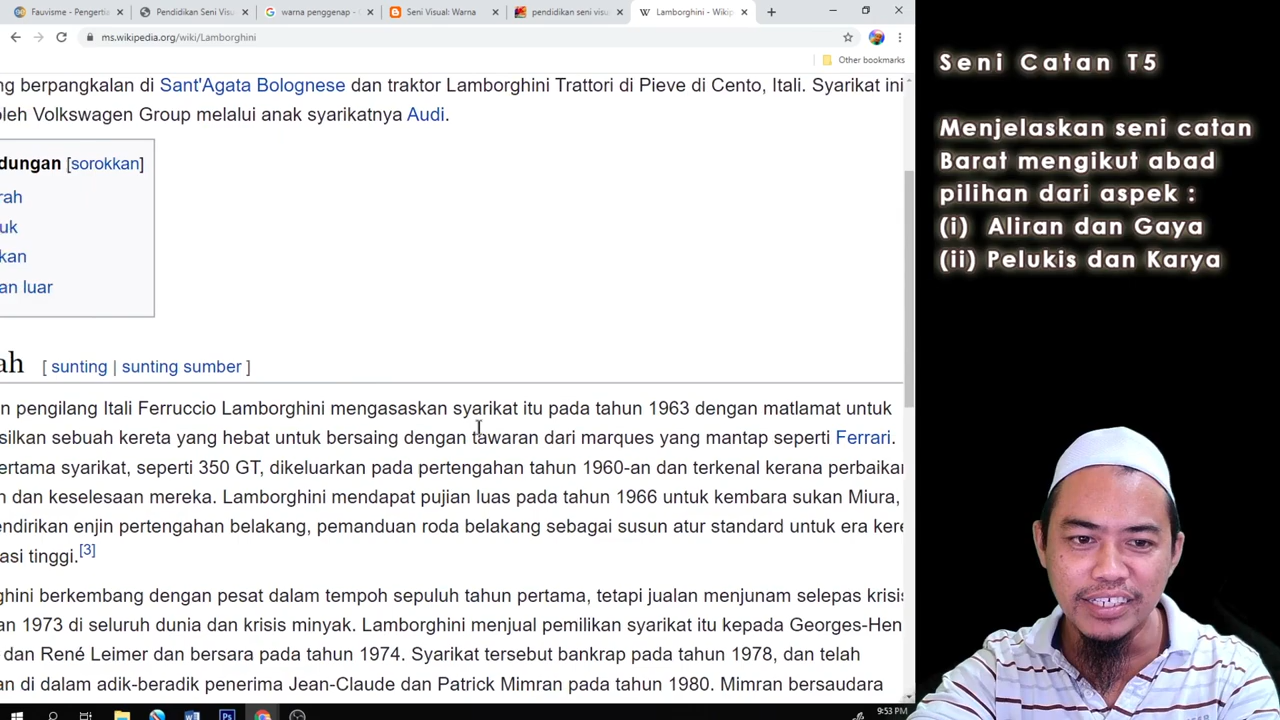 Fauvisme - Pengertia
Pendidikan Seni Visu
warna penggenap - G
Seni Visual: Warna
pendidikan seni visu
Lamborghini - Wikip
ms.wikipedia.org/wiki/Lamborghini
Other bookmarks
ng berpangkalan di Sant'Agata Bolognese dan traktor Lamborghini Trattori di Pieve di Cento, Itali. Syarikat ini
oleh Volkswagen Group melalui anak syarikatnya Audi.
dungan [sorokkan]
rah
uk
kan
an luar
ah [ sunting | sunting sumber ]
n pengilang Itali Ferruccio Lamborghini mengasaskan syarikat itu pada tahun 1963 dengan matlamat untuk
silkan sebuah kereta yang hebat untuk bersaing dengan tawaran dari marques yang mantap seperti Ferrari.
ertama syarikat, seperti 350 GT, dikeluarkan pada pertengahan tahun 1960-an dan terkenal kerana perbaikan
n dan keselesaan mereka. Lamborghini mendapat pujian luas pada tahun 1966 untuk kembara sukan Miura,
endirikan enjin pertengahan belakang, pemanduan roda belakang sebagai susun atur standard untuk era kere
asi tinggi.[3]
ghini berkembang dengan pesat dalam tempoh sepuluh tahun pertama, tetapi jualan menjunam selepas krisis
an 1973 di seluruh dunia dan krisis minyak. Lamborghini menjual pemilikan syarikat itu kepada Georges-Hen
dan René Leimer dan bersara pada tahun 1974. Syarikat tersebut bankrap pada tahun 1978, dan telah
an di dalam adik-beradik penerima Jean-Claude dan Patrick Mimran pada tahun 1980. Mimran bersaudara
9:53 PM
Seni Catan T5
Menjelaskan seni catan
Barat mengikut abad
pilihan dari aspek :
(i) Aliran dan Gaya
(ii) Pelukis dan Karya